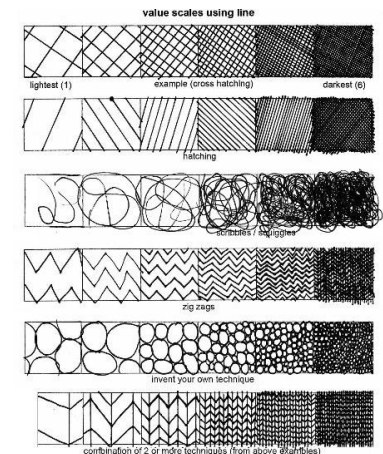 value scales using line
lightest (1) example (cross hatching) darkest (6)
hatching
scribbles / squiggles
zig zags
invent your own technique
combination of 2 or more techniques (from above examples)